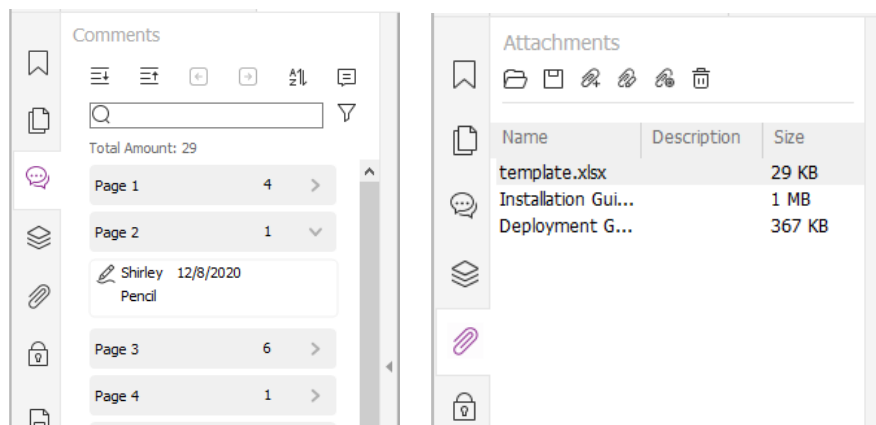 Comments
Total Amount: 29
Page 1 4
Page 2 1
Shirley 12/8/2020
Pencil
Page 3 6
Page 4 1
Attachments
Name Description Size
template.xlsx 29 KB
Installation Gui... 1 MB
Deployment G... 367 KB